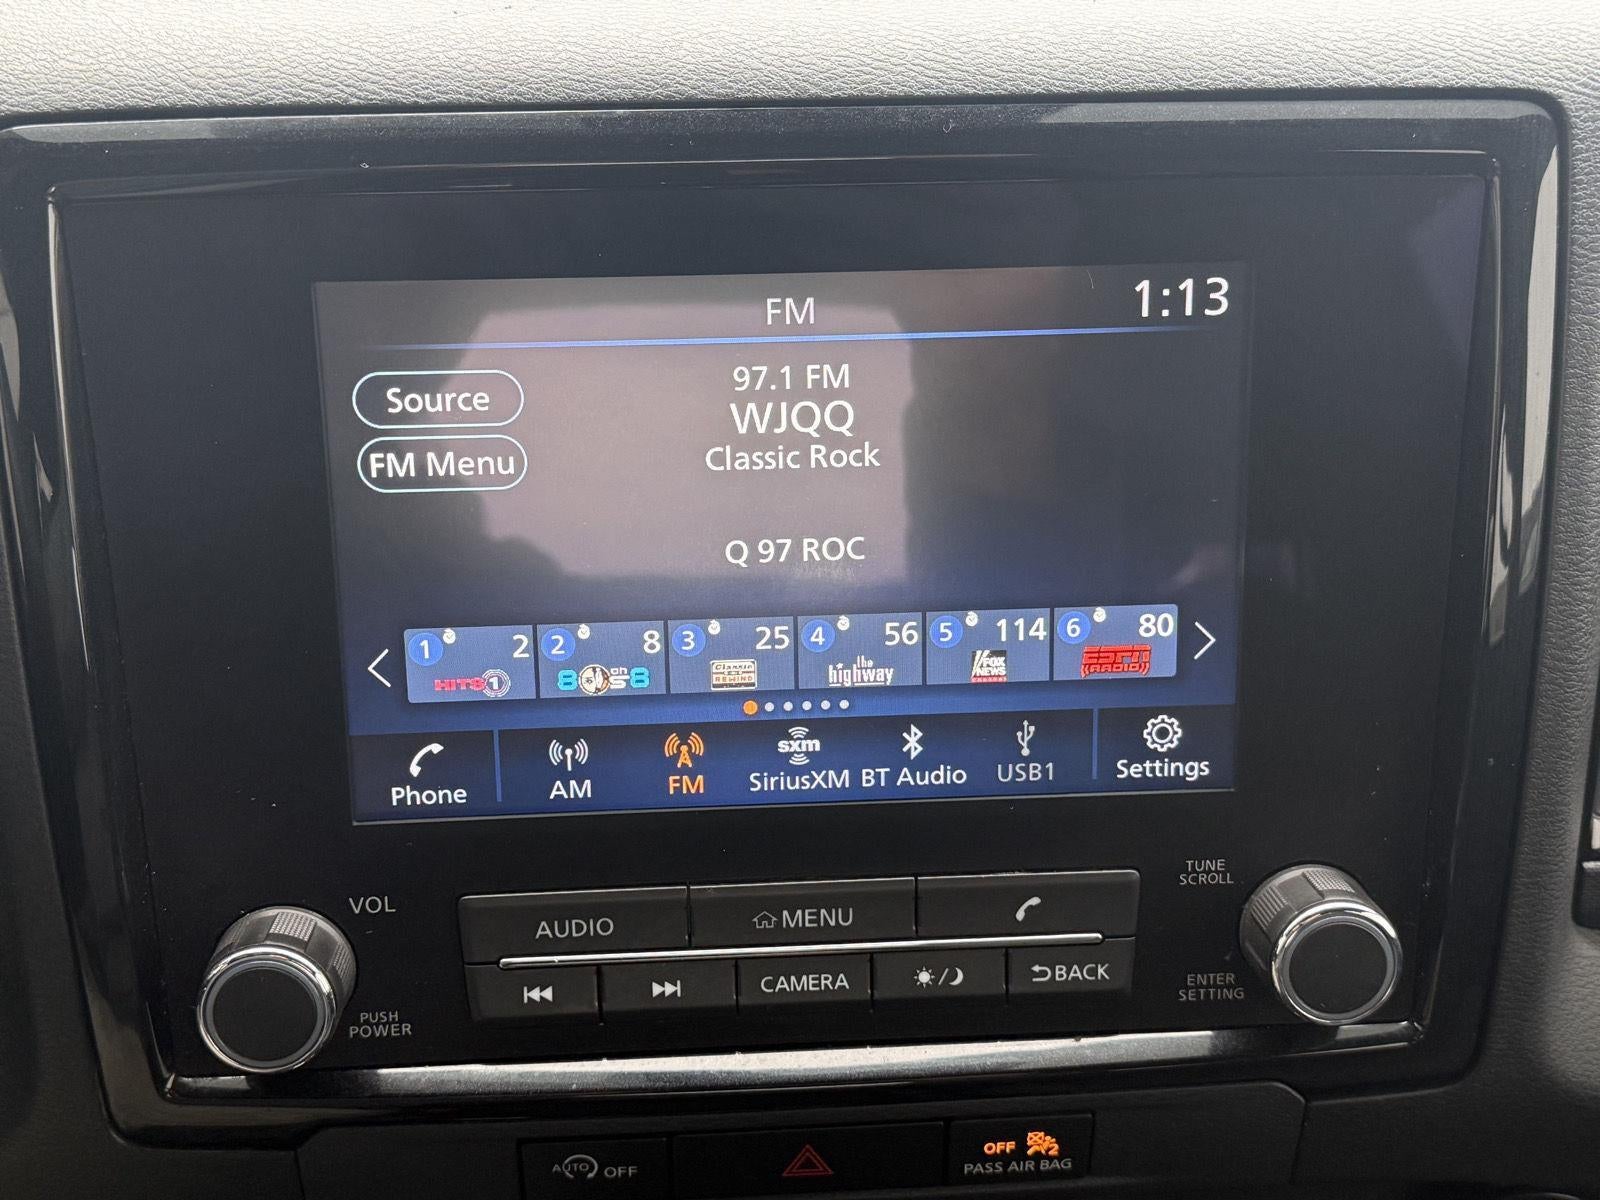 FM
1:13
Source
97.1 FM
WJQQ
FM Menu
Classic Rock
Q 97 ROC
1 2
HITS 1
2 8
80s on 8
3 25
Classic
REWIND
4 56
the
highway
5 114
FOX
NEWS
channel
6 80
ESPN
RADIO
Phone
AM
FM
sxm
SiriusXM
BT Audio
USB1
Settings
VOL
PUSH
POWER
AUDIO
MENU
CAMERA
BACK
TUNE
SCROLL
ENTER
SETTING
AUTO OFF
OFF 2
PASS AIR BAG